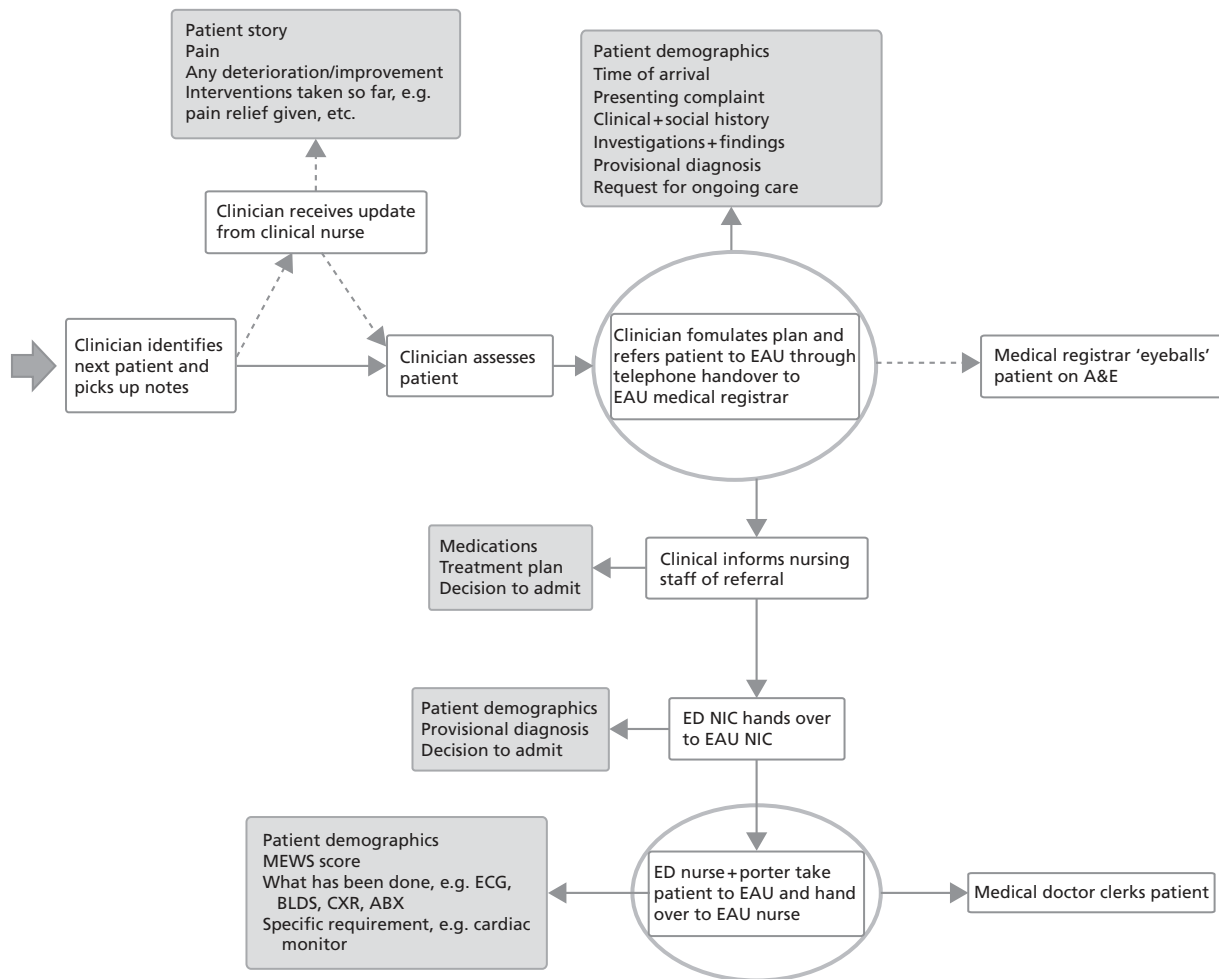 Patient story
Pain
Any deterioration/improvement
Interventions taken so far, e.g.
pain relief given, etc.
Patient demographics
Time of arrival
Presenting complaint
Clinical+social history
Investigations+findings
Provisional diagnosis
Request for ongoing care
Clinician receives update
from clinical nurse
Clinician identifies
next patient and
picks up notes
Clinician assesses
patient
Clinician fomulates plan and
refers patient to EAU through
telephone handover to
EAU medical registrar
Medical registrar ‘eyeballs’
patient on A&E
Medications
Treatment plan
Decision to admit
Clinical informs nursing
staff of referral
Patient demographics
Provisional diagnosis
Decision to admit
ED NIC hands over
to EAU NIC
Patient demographics
MEWS score
What has been done, e.g. ECG,
BLDS, CXR, ABX
Specific requirement, e.g. cardiac
monitor
ED nurse+porter take
patient to EAU and hand
over to EAU nurse
Medical doctor clerks patient